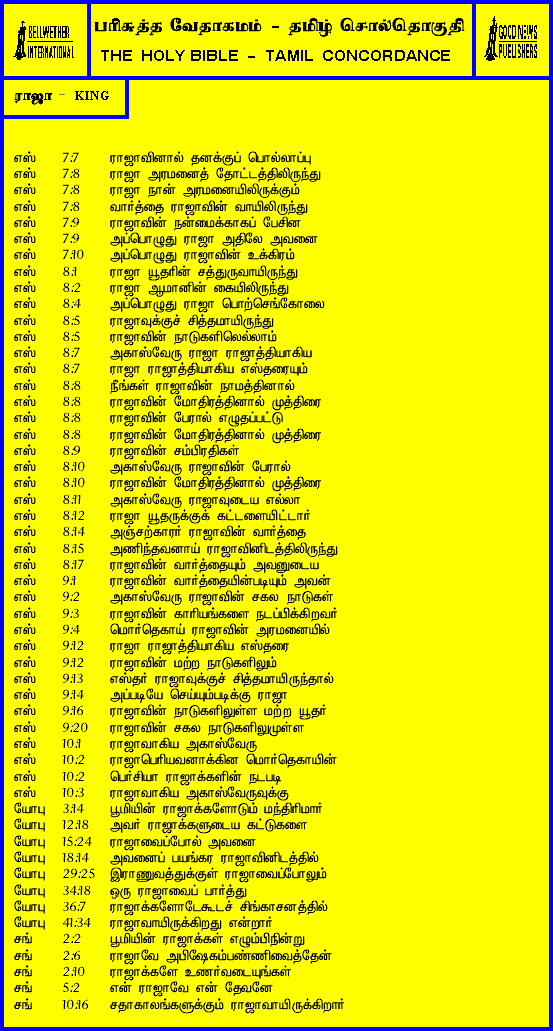 BELLWETHER
INTERNATIONAL
பரிசுத்த வேதாகமம் - தமிழ் சொல்தொகுதி
THE HOLY BIBLE - TAMIL CONCORDANCE
GOOD NEWS
PUBLISHERS
ராஜா - KING
எஸ் 7:7 ராஜாவினால் தனக்குப் பொல்லாப்பு
எஸ் 7:8 ராஜா அரமனைத் தோட்டத்திலிருந்து
எஸ் 7:8 ராஜா நான் அரமனையிலிருக்கும்
எஸ் 7:8 வார்த்தை ராஜாவின் வாயிலிருந்து
எஸ் 7:9 ராஜாவின் நன்மைக்காகப் பேசின
எஸ் 7:9 அப்பொழுது ராஜா அதிலே அவனை
எஸ் 7:10 அப்பொழுது ராஜாவின் உக்கிரம்
எஸ் 8:1 ராஜா யூதரின் சத்துருவாயிருந்து
எஸ் 8:2 ராஜா ஆமானின் கையிலிருந்து
எஸ் 8:4 அப்பொழுது ராஜா பொற்செங்கோலை
எஸ் 8:5 ராஜாவுக்குச் சித்தமாயிருந்து
எஸ் 8:5 ராஜாவின் நாடுகளிலெல்லாம்
எஸ் 8:7 அகாஸ்வேரு ராஜா ராஜாத்தியாகிய
எஸ் 8:7 ராஜா ராஜாத்தியாகிய எஸ்தரையும்
எஸ் 8:8 நீங்கள் ராஜாவின் நாமத்தினால்
எஸ் 8:8 ராஜாவின் மோதிரத்தினால் முத்திரை
எஸ் 8:8 ராஜாவின் பேரால் எழுதப்பட்டு
எஸ் 8:8 ராஜாவின் மோதிரத்தினால் முத்திரை
எஸ் 8:9 ராஜாவின் சம்பிரதிகள்
எஸ் 8:10 அகாஸ்வேரு ராஜாவின் பேரால்
எஸ் 8:10 ராஜாவின் மோதிரத்தினால் முத்திரை
எஸ் 8:11 அகாஸ்வேரு ராஜாவுடைய எல்லா
எஸ் 8:12 ராஜா யூதருக்குக் கட்டளையிட்டார்
எஸ் 8:14 அஞ்சற்காரர் ராஜாவின் வார்த்தை
எஸ் 8:15 அணிந்தவனாய் ராஜாவினிடத்திலிருந்து
எஸ் 8:17 ராஜாவின் வார்த்தையும் அவனுடைய
எஸ் 9:1 ராஜாவின் வார்த்தையின்படியும் அவன்
எஸ் 9:2 அகாஸ்வேரு ராஜாவின் சகல நாடுகள்
எஸ் 9:3 ராஜாவின் காரியங்களை நடப்பிக்கிறவர்
எஸ் 9:4 மொர்தெகாய் ராஜாவின் அரமனையில்
எஸ் 9:12 ராஜா ராஜாத்தியாகிய எஸ்தரை
எஸ் 9:12 ராஜாவின் மற்ற நாடுகளிலும்
எஸ் 9:13 எஸ்தர் ராஜாவுக்குச் சித்தமாயிருந்தால்
எஸ் 9:14 அப்படியே செய்யும்படிக்கு ராஜா
எஸ் 9:16 ராஜாவின் நாடுகளிலுள்ள மற்ற யூதர்
எஸ் 9:20 ராஜாவின் சகல நாடுகளிலுமுள்ள
எஸ் 10:1 ராஜாவாகிய அகாஸ்வேரு
எஸ் 10:2 ராஜாபெரியவனாக்கின மொர்தெகாயின்
எஸ் 10:2 பெர்சியா ராஜாக்களின் நடபடி
எஸ் 10:3 ராஜாவாகிய அகாஸ்வேருவுக்கு
யோபு 3:14 பூமியின் ராஜாக்களோடும் மந்திரிமார்
யோபு 12:18 அவர் ராஜாக்களுடைய கட்டுகளை
யோபு 15:24 ராஜாவைப்போல் அவனை
யோபு 18:14 அவனைப் பயங்கர ராஜாவினிடத்தில்
யோபு 29:25 இராணுவத்துக்குள் ராஜாவைப்போலும்
யோபு 34:18 ஒரு ராஜாவைப் பார்த்து
யோபு 36:7 ராஜாக்களோடேகூடச் சிங்காசனத்தில்
யோபு 41:34 ராஜாவாயிருக்கிறது என்றார்
சங் 2:2 பூமியின் ராஜாக்கள் எழும்பிநின்று
சங் 2:6 ராஜாவே அபிஷேகம்பண்ணிவைத்தேன்
சங் 2:10 ராஜாக்களே உணர்வடையுங்கள்
சங் 5:2 என் ராஜாவே என் தேவனே
சங் 10:16 சதாகாலங்களுக்கும் ராஜாவாயிருக்கிறார்